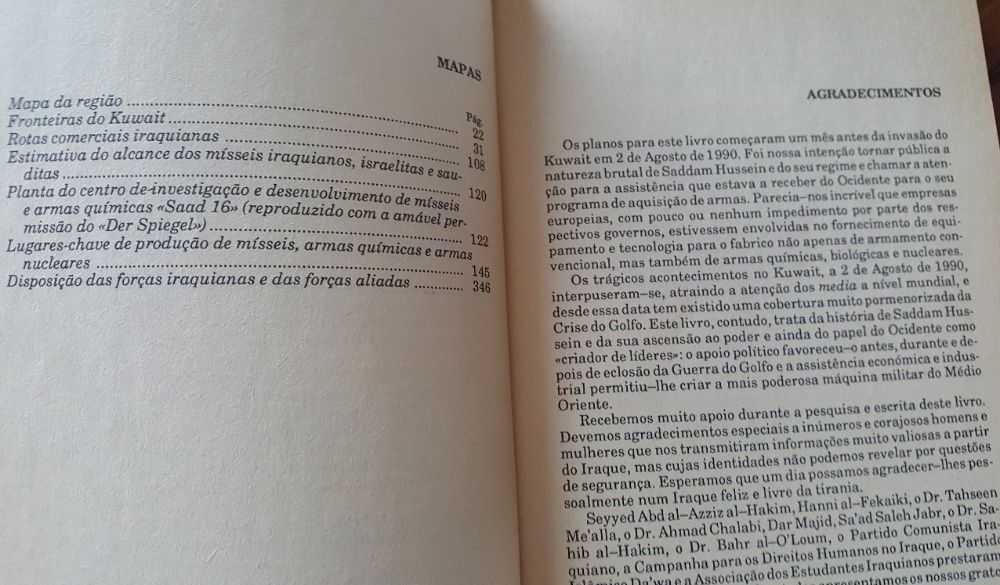 MAPAS
Pág.
Mapa da região ........ 22
Fronteiras do Kuwait ........ 31
Rotas comerciais iraquianas ........ 108
Estimativa do alcance dos mísseis iraquianos, israelitas e sau-
ditas ........ 120
Planta do centro de-investigação e desenvolvimento de mísseis
e armas químicas «Saad 16» (reproduzido com a amável per-
missão do «Der Spiegel») ........ 122
Lugares-chave de produção de mísseis, armas químicas e armas
nucleares ........ 145
Disposição das forças iraquianas e das forças aliadas ........ 346
AGRADECIMENTOS
Os planos para este livro começaram um mês antes da invasão do
Kuwait em 2 de Agosto de 1990. Foi nossa intenção tornar pública a
natureza brutal de Saddam Hussein e do seu regime e chamar a aten-
ção para a assistência que estava a receber do Ocidente para o seu
programa de aquisição de armas. Parecia-nos incrível que empresas
europeias, com pouco ou nenhum impedimento por parte dos res-
pectivos governos, estivessem envolvidas no fornecimento de equi-
pamento e tecnologia para o fabrico não apenas de armamento con-
vencional, mas também de armas químicas, biológicas e nucleares.
Os trágicos acontecimentos no Kuwait, a 2 de Agosto de 1990,
interpuseram-se, atraindo a atenção dos media a nível mundial, e
desde essa data tem existido uma cobertura muito pormenorizada da
Crise do Golfo. Este livro, contudo, trata da história de Saddam Hus-
sein e da sua ascensão ao poder e ainda do papel do Ocidente como
«criador de líderes»: o apoio político favoreceu-o antes, durante e de-
pois de eclosão da Guerra do Golfo e a assistência económica e indus-
trial permitiu-lhe criar a mais poderosa máquina militar do Médio
Oriente.
Recebemos muito apoio durante a pesquisa e escrita deste livro.
Devemos agradecimentos especiais a inúmeros e corajosos homens e
mulheres que nos transmitiram informações muito valiosas a partir
do Iraque, mas cujas identidades não podemos revelar por questões
de segurança. Esperamos que um dia possamos agradecer-lhes pes-
soalmente num Iraque feliz e livre da tirania.
Seyyed Abd al-Azziz al-Hakim, Hanni al-Fekaiki, o Dr. Tahseen
Me'alla, o Dr. Ahmad Chalabi, Dar Majid, Sa'ad Saleh Jabr, o Dr. Sa-
hib al-Hakim, o Dr. Bahr al-O'Loum, o Partido Comunista Ira-
quiano, a Campanha para os Direitos Humanos no Iraque, o Partido
Islâmico Da'wa e a Associação dos Estudantes Iraquianos prestaram
apresentamos os nossos